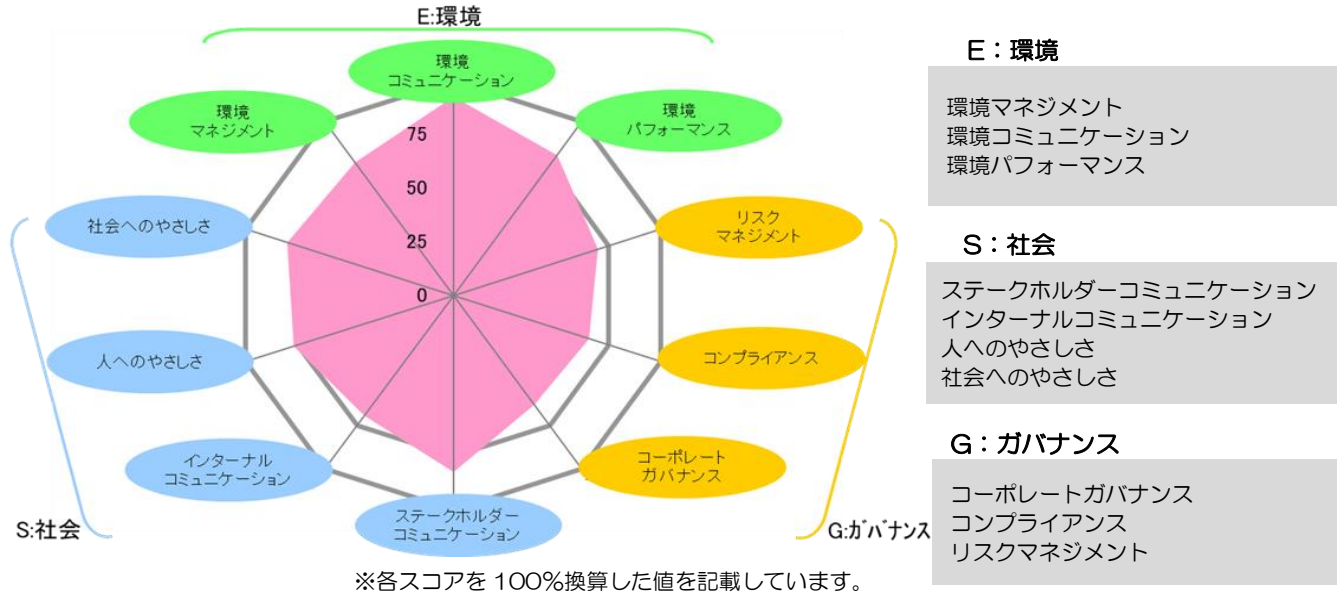 E:環境
環境
コミュニケーション
環境
マネジメント
環境
パフォーマンス
75
50
25
0
社会へのやさしさ
リスク
マネジメント
人へのやさしさ
コンプライアンス
インターナル
コミュニケーション
コーポレート
ガバナンス
ステークホルダー
コミュニケーション
S:社会
G:ガバナンス
※各スコアを 100%換算した値を記載しています。
E:環境
環境マネジメント
環境コミュニケーション
環境パフォーマンス
S:社会
ステークホルダーコミュニケーション
インターナルコミュニケーション
人へのやさしさ
社会へのやさしさ
G:ガバナンス
コーポレートガバナンス
コンプライアンス
リスクマネジメント